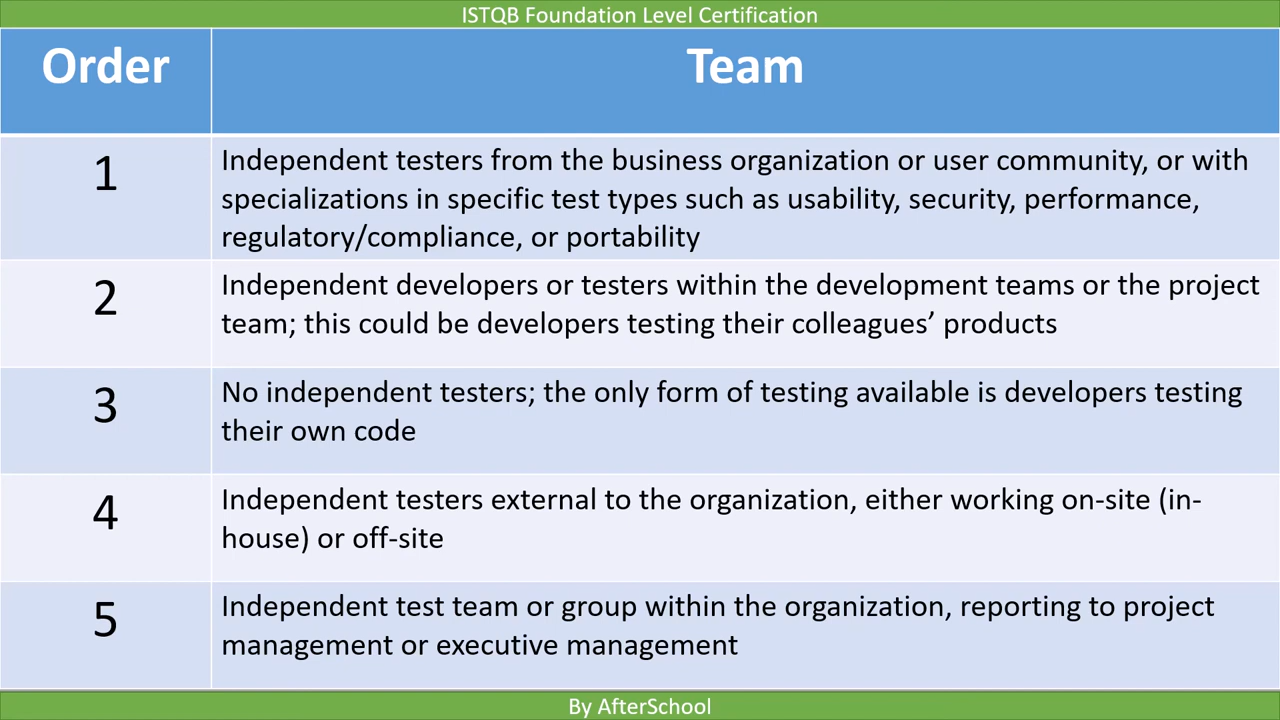 ISTQB Foundation Level Certification
Order Team
1 Independent testers from the business organization or user community, or with
specializations in specific test types such as usability, security, performance,
regulatory/compliance, or portability
2 Independent developers or testers within the development teams or the project
team; this could be developers testing their colleagues’ products
3 No independent testers; the only form of testing available is developers testing
their own code
4 Independent testers external to the organization, either working on-site (in-
house) or off-site
5 Independent test team or group within the organization, reporting to project
management or executive management
By AfterSchool